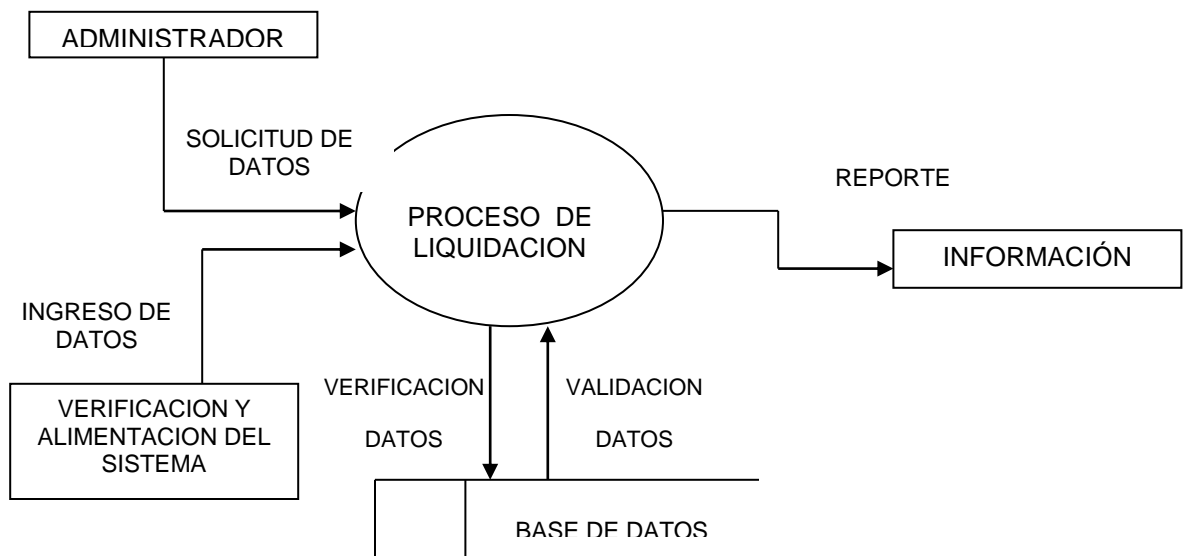 ADMINISTRADOR
SOLICITUD DE
DATOS
REPORTE
PROCESO DE
LIQUIDACION
INFORMACIÓN
INGRESO DE
DATOS
VERIFICACION Y
ALIMENTACION DEL
SISTEMA
VERIFICACION
DATOS
VALIDACION
DATOS
BASE DE DATOS